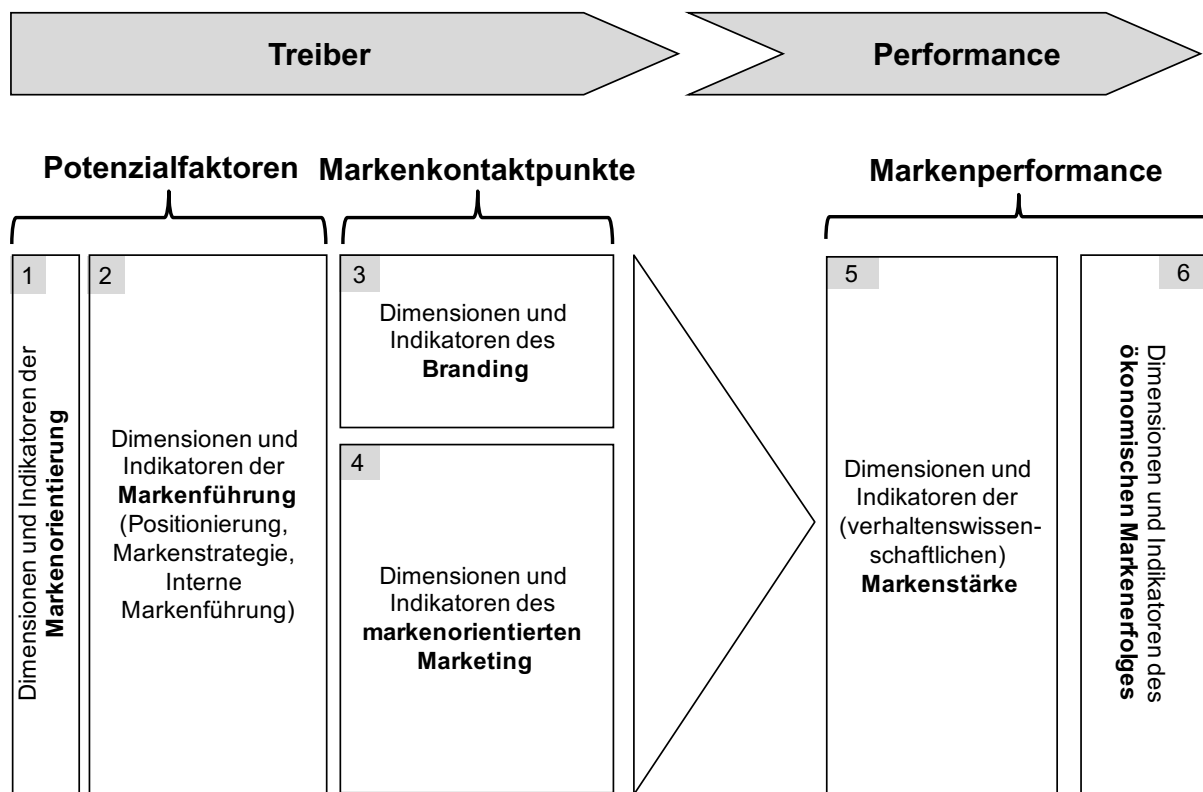 Treiber
Performance
Potenzialfaktoren
Markenkontaktpunkte
Markenperformance
1
Dimensionen und Indikatoren der
Markenorientierung
2
Dimensionen und
Indikatoren der
Markenführung
(Positionierung,
Markenstrategie,
Interne
Markenführung)
3
Dimensionen und
Indikatoren des
Branding
4
Dimensionen und
Indikatoren des
markenorientierten
Marketing
5
Dimensionen und
Indikatoren der
(verhaltenswissen-
schaftlichen)
Markenstärke
6
Dimensionen und Indikatoren des
ökonomischen Markenerfolges